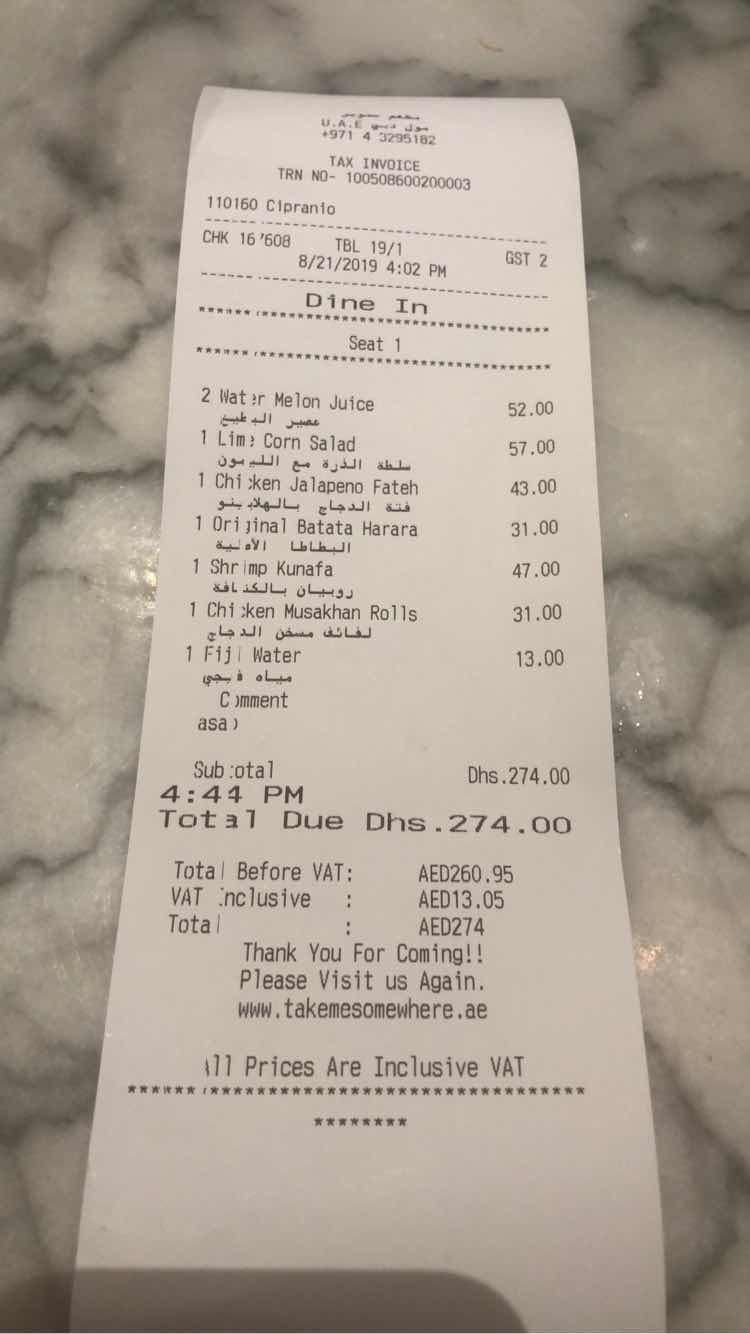 U.A.E مول دبي
+971 4 3295182
TAX INVOICE
TRN NO- 100508600200003
110160 Cipranio
CHK 16'608 TBL 19/1 GST 2
8/21/2019 4:02 PM
Dine In
Seat 1
2 Water Melon Juice 52.00
عصير البطيخ
1 Lime Corn Salad 57.00
سلطة الذرة مع الليمون
1 Chicken Jalapeno Fateh 43.00
فتة الدجاج بالهلابينو
1 Original Batata Harara 31.00
البطاطا الأصلية
1 Shrimp Kunafa 47.00
روبيان بالكنافة
1 Chicken Musakhan Rolls 31.00
لفائف مسخن الدجاج
1 Fiji Water 13.00
مياه فيجي
Comment
Subtotal Dhs.274.00
4:44 PM
Total Due Dhs.274.00
Total Before VAT: AED260.95
VAT Inclusive : AED13.05
Total : AED274
Thank You For Coming!!
Please Visit us Again.
www.takemesomewhere.ae
All Prices Are Inclusive VAT